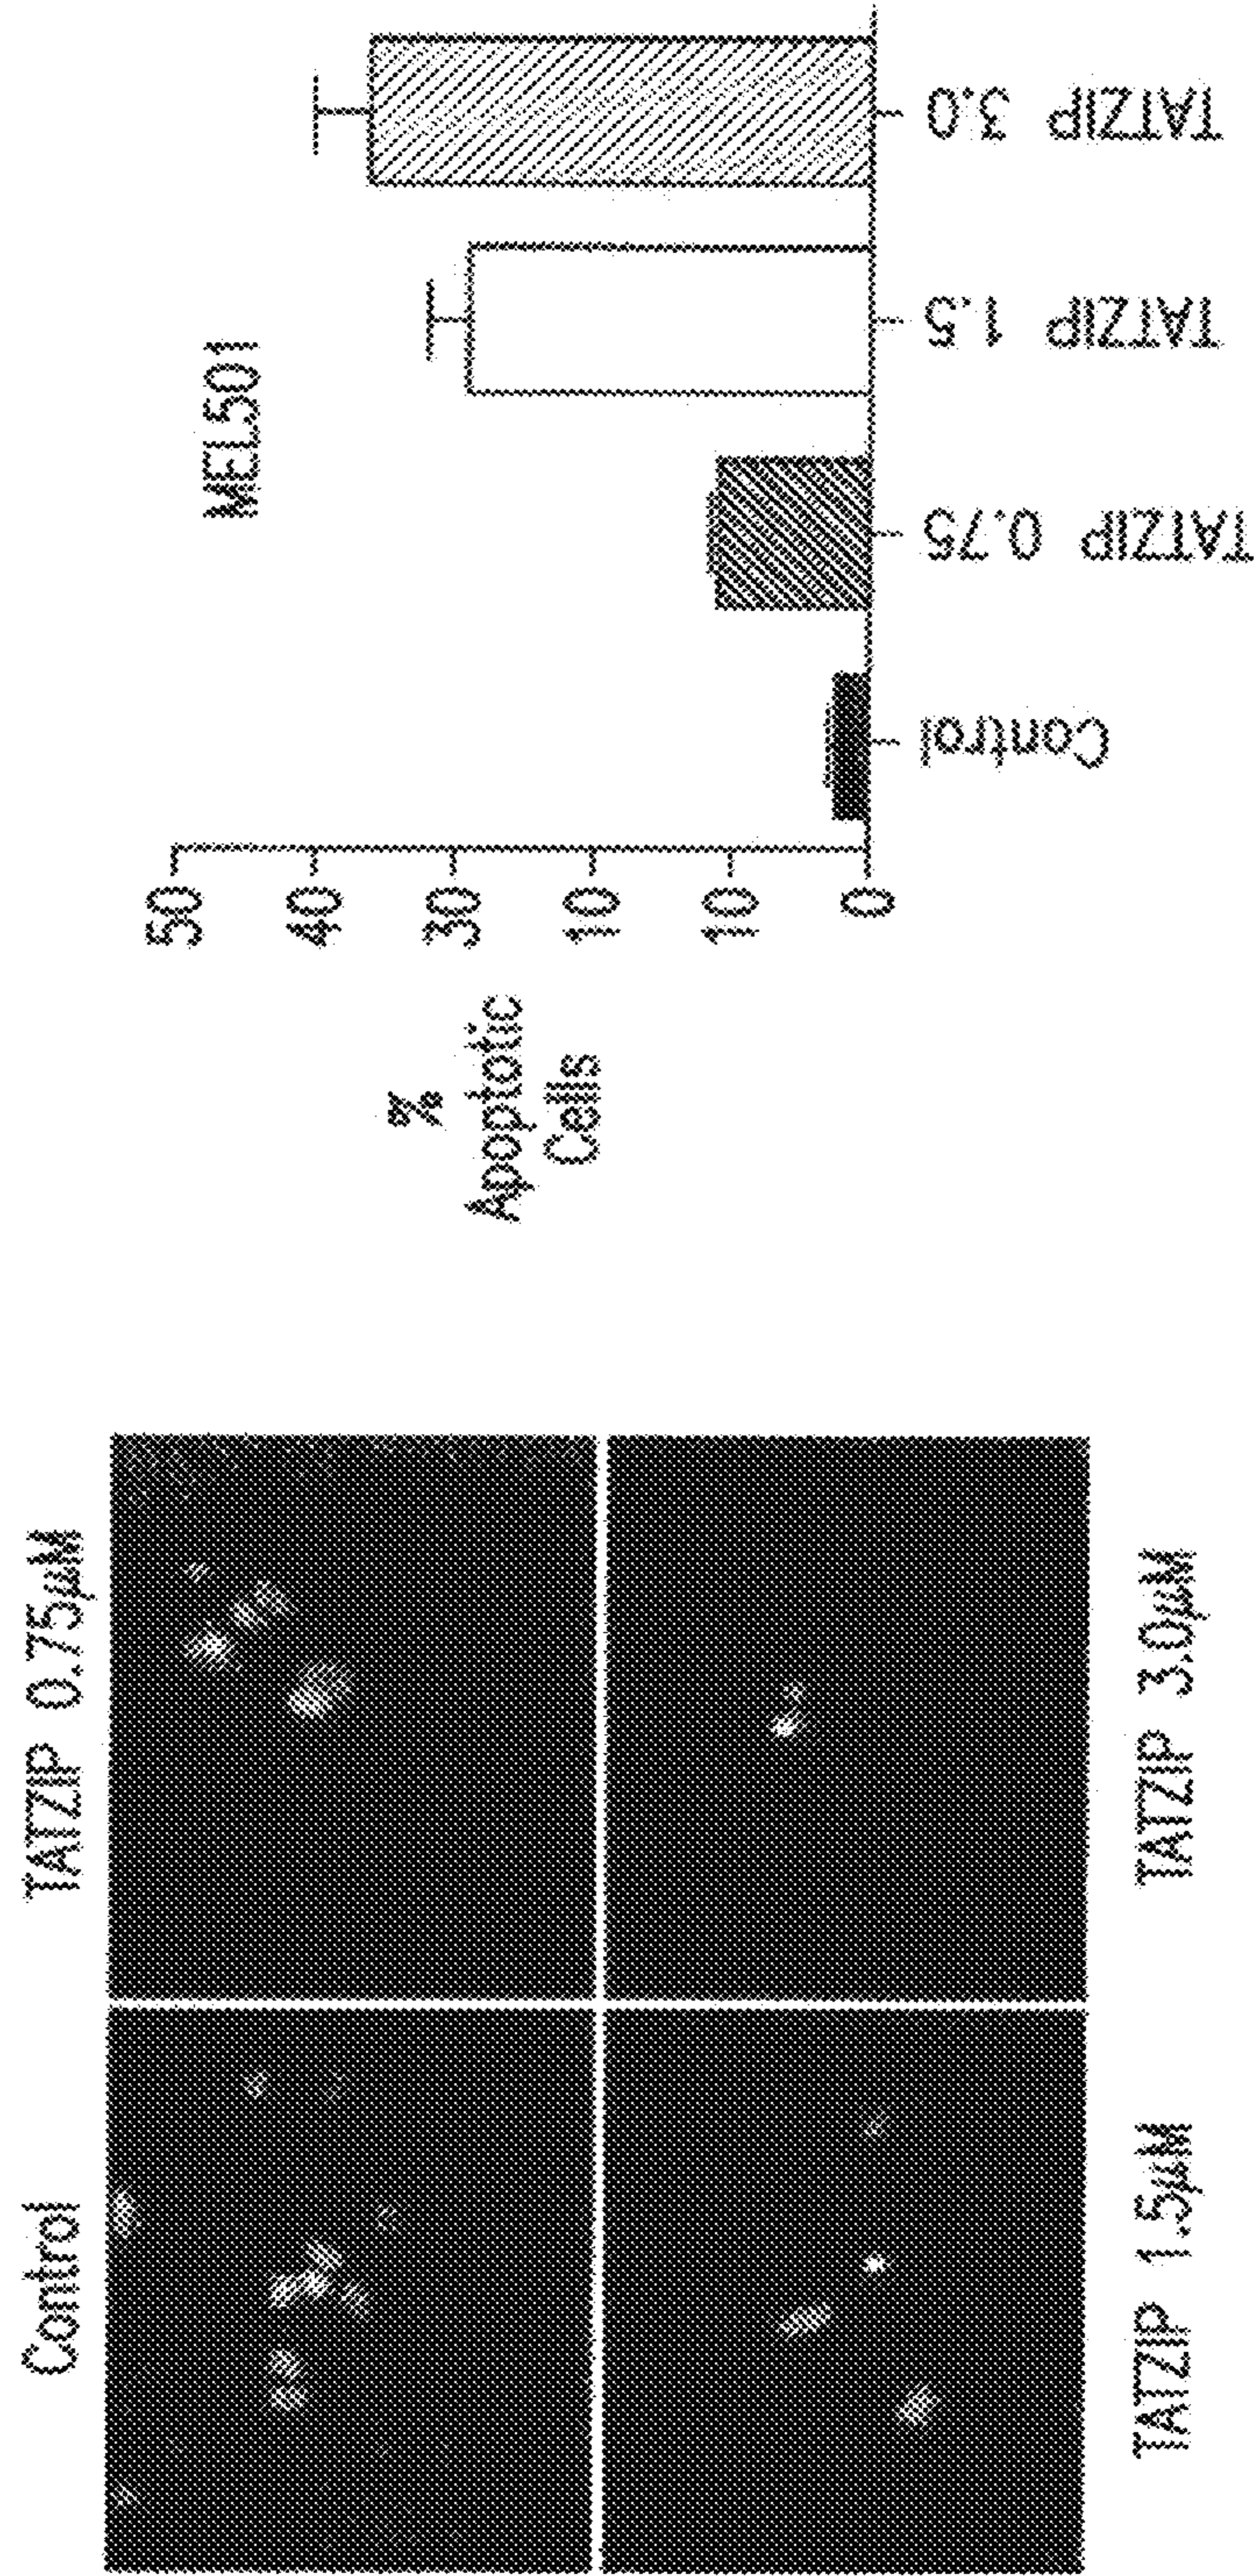 Control
TATZIP 0.75µM
TATZIP 1.5µM
TATZIP 3.0µM
%
Apoptotic
Cells
MEL501
50
40
30
10
10
0
Control
TATZIP 0.75
TATZIP 1.5
TATZIP 3.0